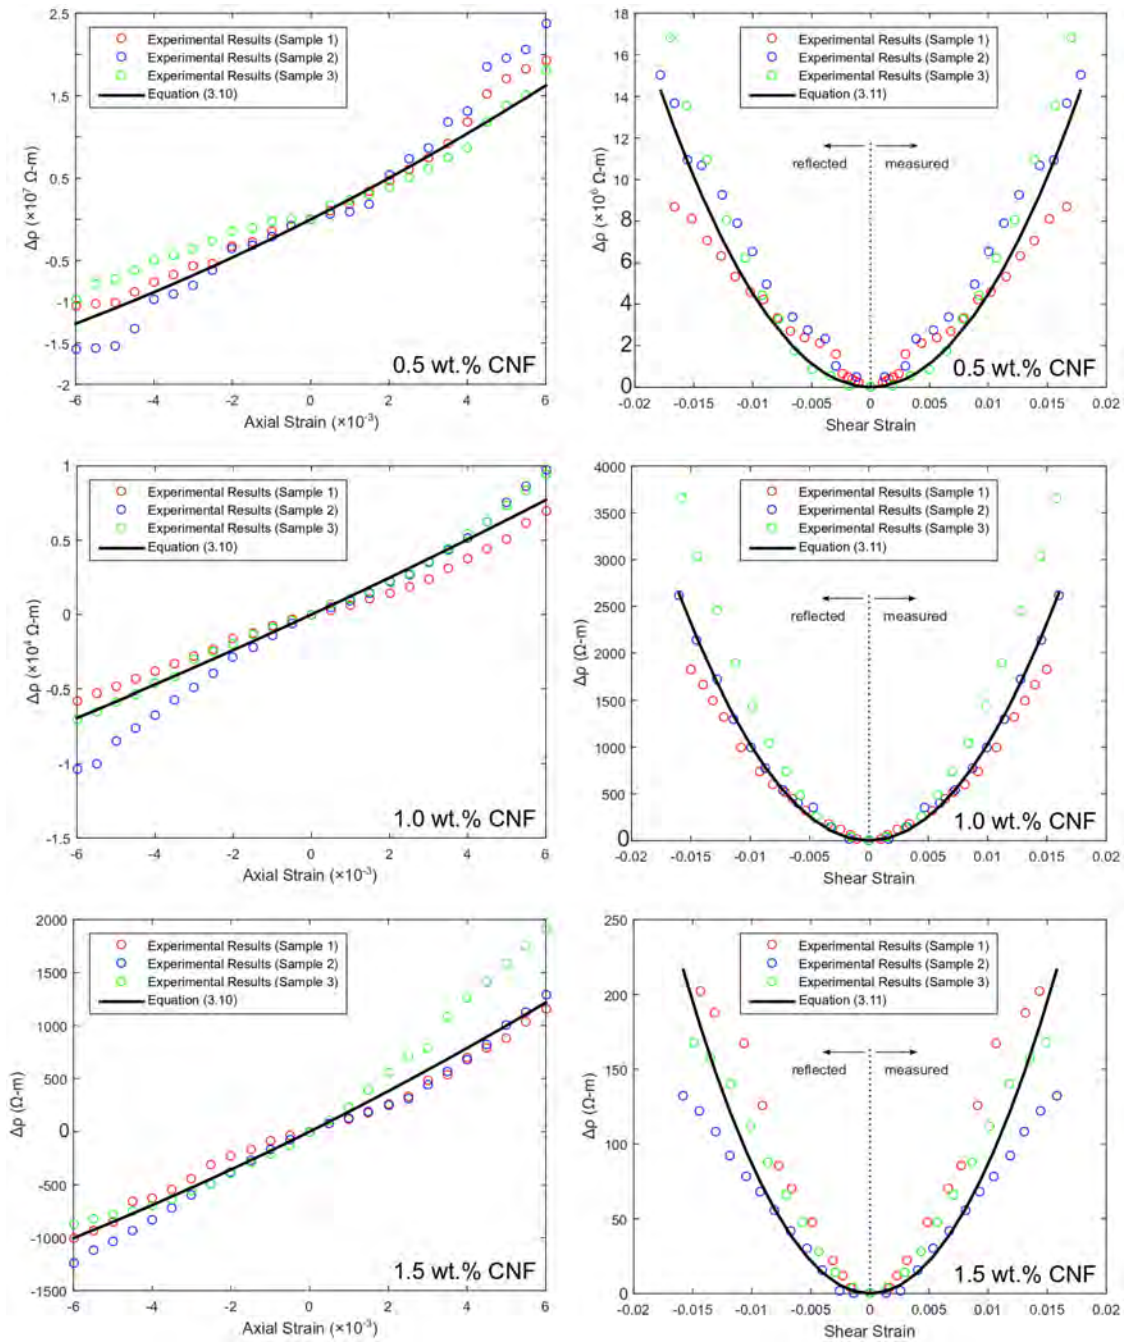 2.5
1.5
0.5
-0.5
-1
-1.5
-2
Δρ (×10⁷ Ω-m)
Experimental Results (Sample 1)
Experimental Results (Sample 2)
Experimental Results (Sample 3)
Equation (3.10)
0.5 wt.% CNF
-6 -4 -2 0 2 4 6
Axial Strain (×10⁻³)
18
16
14
12
10
8
6
4
2
0
Δρ (×10⁶ Ω-m)
Experimental Results (Sample 1)
Experimental Results (Sample 2)
Experimental Results (Sample 3)
Equation (3.11)
reflected measured
0.5 wt.% CNF
-0.02 -0.015 -0.01 -0.005 0 0.005 0.01 0.015 0.02
Shear Strain
1
0.5
0
-0.5
-1
-1.5
Δρ (×10⁴ Ω-m)
Experimental Results (Sample 1)
Experimental Results (Sample 2)
Experimental Results (Sample 3)
Equation (3.10)
1.0 wt.% CNF
-6 -4 -2 0 2 4 6
Axial Strain (×10⁻³)
4000
3500
3000
2500
2000
1500
1000
500
0
Δρ (Ω-m)
Experimental Results (Sample 1)
Experimental Results (Sample 2)
Experimental Results (Sample 3)
Equation (3.11)
reflected measured
1.0 wt.% CNF
-0.02 -0.015 -0.01 -0.005 0 0.005 0.01 0.015 0.02
Shear Strain
2000
1500
1000
500
0
-500
-1000
-1500
Δρ (Ω-m)
Experimental Results (Sample 1)
Experimental Results (Sample 2)
Experimental Results (Sample 3)
Equation (3.10)
1.5 wt.% CNF
-6 -4 -2 0 2 4 6
Axial Strain (×10⁻³)
250
200
150
100
50
0
Δρ (Ω-m)
Experimental Results (Sample 1)
Experimental Results (Sample 2)
Experimental Results (Sample 3)
Equation (3.11)
reflected measured
1.5 wt.% CNF
-0.02 -0.015 -0.01 -0.005 0 0.005 0.01 0.015 0.02
Shear Strain